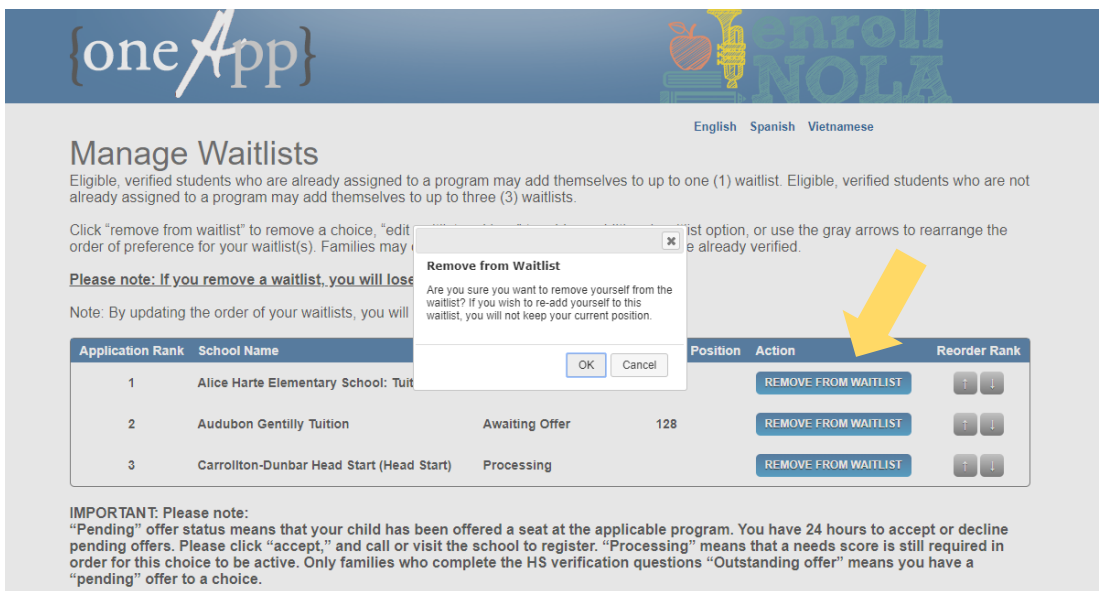 {oneApp}
enroll
NOLA
English Spanish Vietnamese
Manage Waitlists
Eligible, verified students who are already assigned to a program may add themselves to up to one (1) waitlist. Eligible, verified students who are not
already assigned to a program may add themselves to up to three (3) waitlists.
Click “remove from waitlist” to remove a choice, “edit list option, or use the gray arrows to rearrange the
order of preference for your waitlist(s). Families may already verified.
Please note: If you remove a waitlist, you will lose
Note: By updating the order of your waitlists, you will
Remove from Waitlist
Are you sure you want to remove yourself from the
waitlist? If you wish to re-add yourself to this
waitlist, you will not keep your current position.
OK Cancel
Application Rank School Name Position Action Reorder Rank
1 Alice Harte Elementary School: Tuit REMOVE FROM WAITLIST ↑ ↓
2 Audubon Gentilly Tuition Awaiting Offer 128 REMOVE FROM WAITLIST ↑ ↓
3 Carrollton-Dunbar Head Start (Head Start) Processing REMOVE FROM WAITLIST ↑ ↓
IMPORTANT: Please note:
“Pending” offer status means that your child has been offered a seat at the applicable program. You have 24 hours to accept or decline
pending offers. Please click “accept,” and call or visit the school to register. “Processing” means that a needs score is still required in
order for this choice to be active. Only families who complete the HS verification questions “Outstanding offer” means you have a
“pending” offer to a choice.